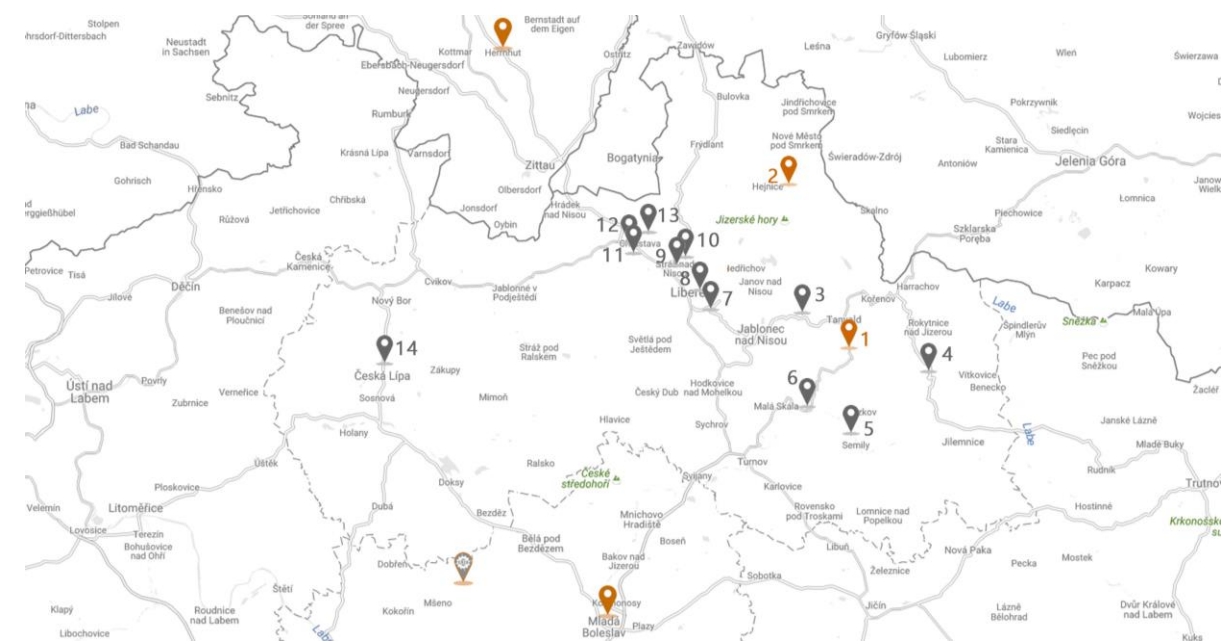 Stolpen
der Spree
Bernstadt auf
dem Eigen
Gryfów Śląski
Neustadt
in Sachsen
Kottmar
Herrnhut
Ostritz
Zawidów
Leśna
Lubomierz
Wleń
Świerzawa
Ebersbach-Neugersdorf
Sebnitz
Neugersdorf
Bulovka
Jindřichovice
pod Smrkem
Pokrzywnik
Labe
Rumburk
Nové Město
pod Smrkem
Siedlęcin
Bad Schandau
Krásná Lípa
Varnsdorf
Zittau
Bogatynia
Frýdlant
Stara
Kamienica
Świeradów-Zdrój
Antoniów
Jelenia Góra
Gohrisch
Hřensko
Olbersdorf
2
Hejnice
Łomnica
Růžová
Jetřichovice
Chřibská
Jonsdorf
Oybin
Hrádek
nad Nisou
13
12
Jizerské hory
Skalno
Piechowice
Szklarska
Poręba
11
9
10
Petrovice
Tisá
Česká
Kamenice
8
Janov nad
Nisou
Kowary
Děčín
Cvikov
Jablonné v
Podještědí
7
3
Kořenov
Harrachov
Karpacz
Jílové
Nový Bor
Labe
Benešov nad
Ploučnicí
Jablonec
nad Nisou
Tanvald
1
Rokytnice
nad Jizerou
Špindlerův
Mlýn
Sněžka
Malá Úpa
14
Stráž pod
Ralskem
Světlá pod
Ještědem
4
Pec pod
Sněžkou
Ústí nad
Labem
Povrly
Verneřice
Česká Lípa
Zákupy
Hodkovice
nad Mohelkou
6
Vítkovice
Benecko
Žacléř
Zubrnice
Sosnová
Mimoň
Český Dub
Malá Skála
5
Janské Lázně
Holany
Hlavice
Sychrov
Semily
Jilemnice
Labe
Mladé Buky
Úštěk
Ralsko
Turnov
Rudník
Ploskovice
Doksy
České
středohoří
Svijany
Karlovice
Trutnov
Velemín
Litoměřice
Dubá
Bezděz
Mnichovo
Hradiště
Rovensko
pod Troskami
Lomnice nad
Popelkou
Hostinné
Lovosice
Terezín
Bohušovice
nad Ohří
Bělá pod
Bezdězem
Boseň
Libuň
Nová Paka
Dobřeň
Bakov nad
Jizerou
Železnice
Pecka
Mostek
Štětí
Mšeno
Sobotka
Klapý
Roudnice
nad Labem
Kokořín
Jičín
Lázně
Bělohrad
Dvůr Králové
nad Labem
Libochovice
Labe
Mladá
Boleslav
Plazy
Kuks